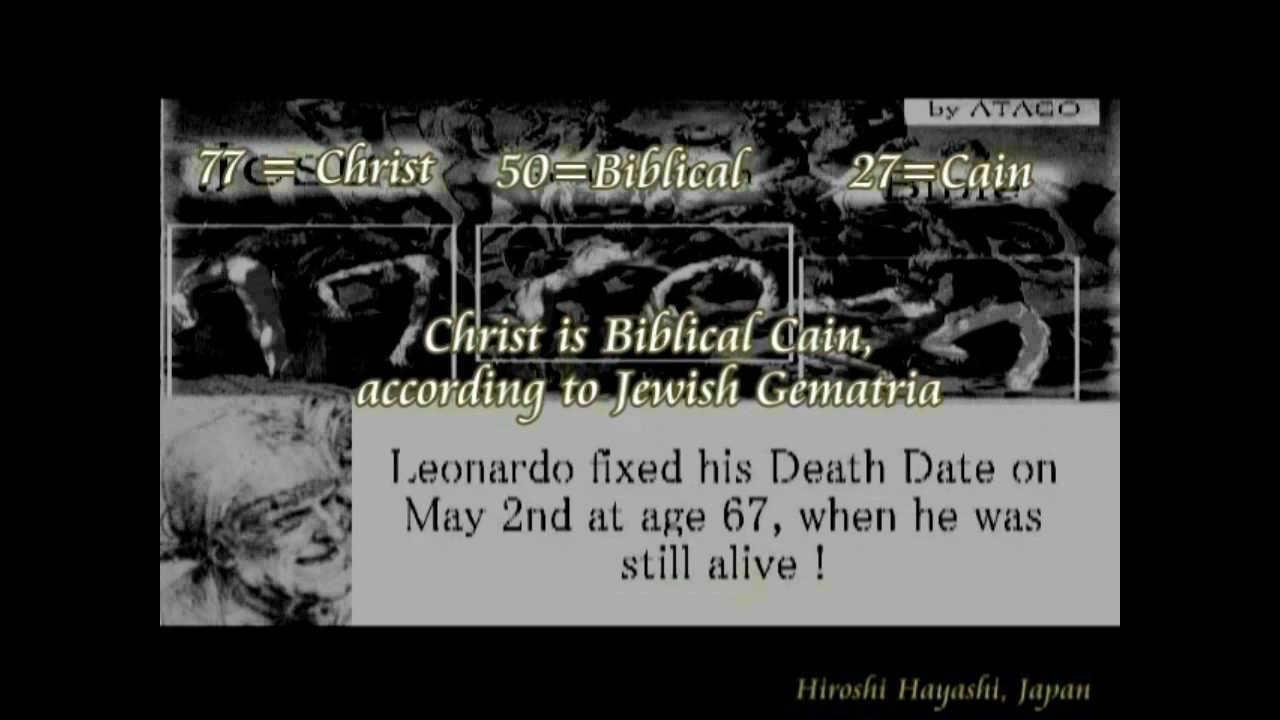 by ATAGO
77 = Christ 50=Biblical 27=Cain
Christ is Biblical Cain,
according to Jewish Gematria
Leonardo fixed his Death Date on
May 2nd at age 67, when he was
still alive !
Hiroshi Hayashi, Japan